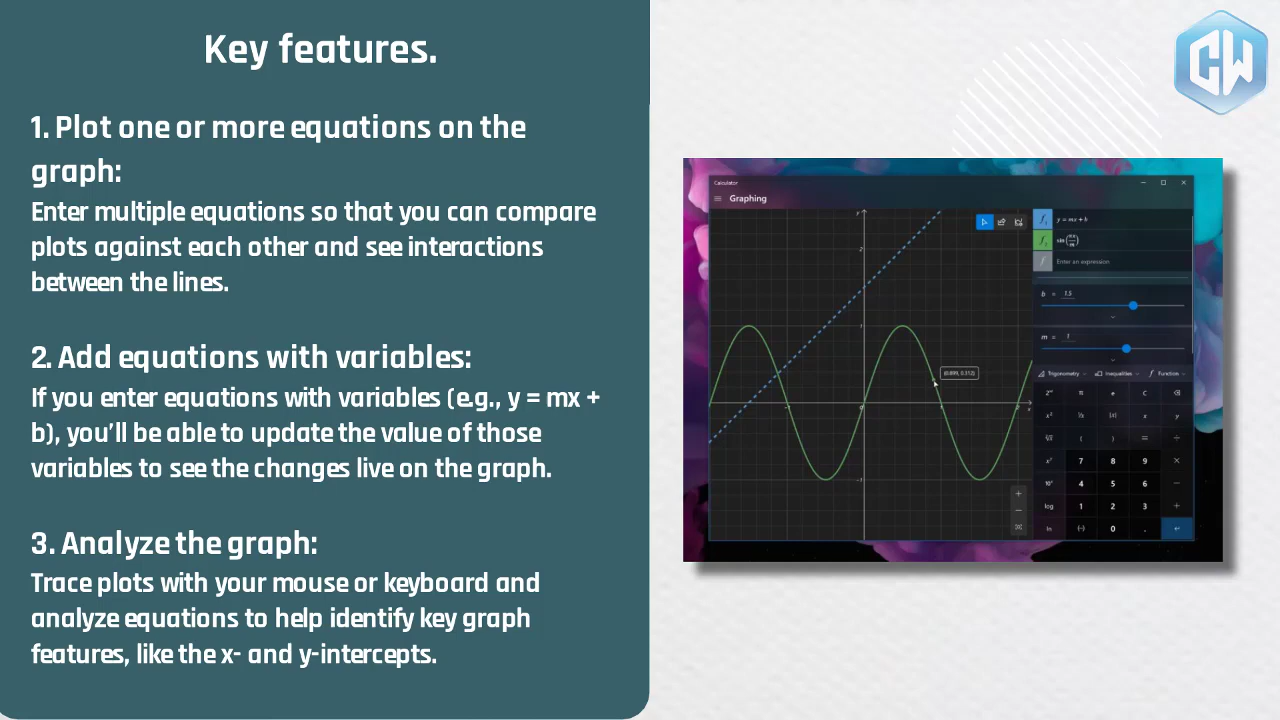 Key features.
1. Plot one or more equations on the
graph:
Enter multiple equations so that you can compare
plots against each other and see interactions
between the lines.
2. Add equations with variables:
If you enter equations with variables (e.g., y = mx +
b), you’ll be able to update the value of those
variables to see the changes live on the graph.
3. Analyze the graph:
Trace plots with your mouse or keyboard and
analyze equations to help identify key graph
features, like the x- and y-intercepts.
CW
Calculator
Graphing
y = mx + b
Enter an expression
b = 1.5
m = 1
Trigonometry Inequalities Function
π e C
( ) = ÷
7 8 9 ×
4 5 6 -
log 1 2 3 +
ln (-) 0 .